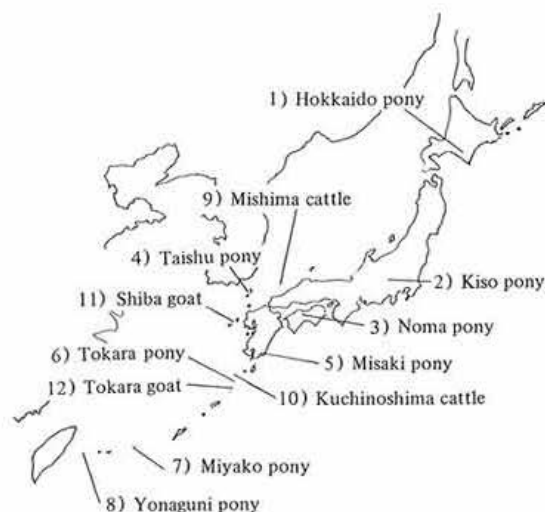 1) Hokkaido pony
9) Mishima cattle
4) Taishu pony
2) Kiso pony
11) Shiba goat
3) Noma pony
6) Tokara pony
5) Misaki pony
12) Tokara goat
10) Kuchinoshima cattle
7) Miyako pony
8) Yonaguni pony